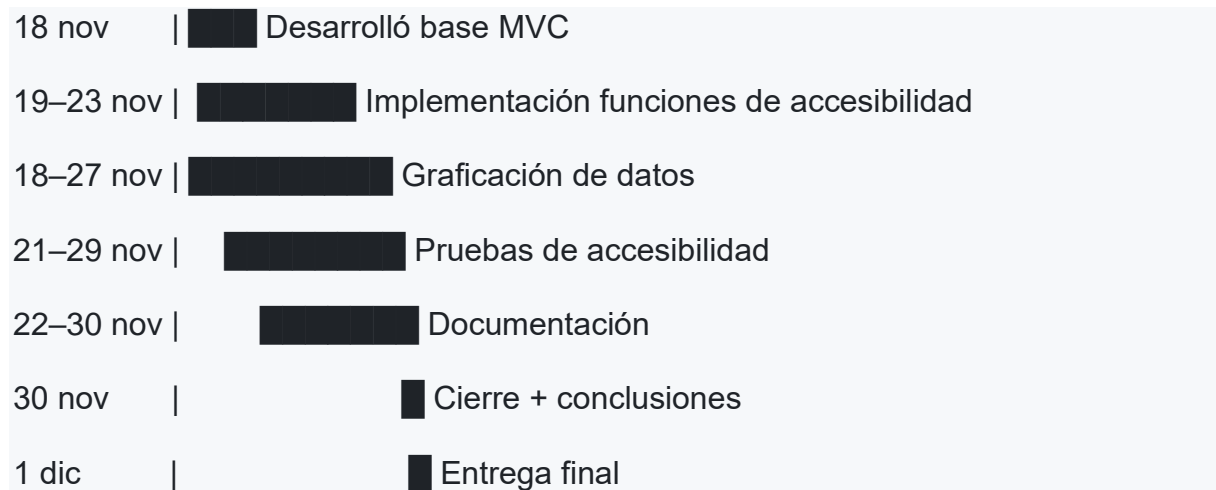 18 nov | ███ Desarrolló base MVC
19–23 nov | ███████ Implementación funciones de accesibilidad
18–27 nov | █████████ Graficación de datos
21–29 nov | ████████ Pruebas de accesibilidad
22–30 nov | ███████ Documentación
30 nov | █ Cierre + conclusiones
1 dic | █ Entrega final